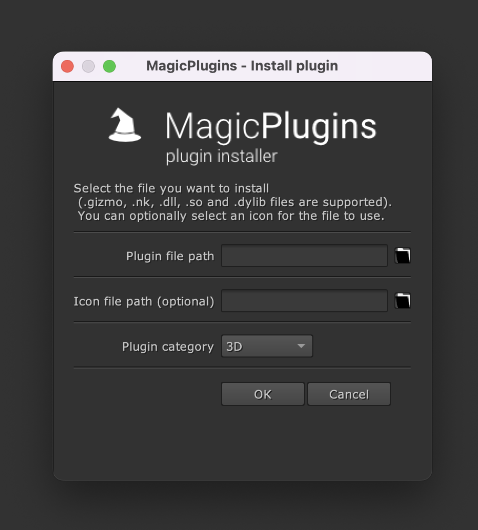 MagicPlugins - Install plugin
MagicPlugins
plugin installer
Select the file you want to install
(.gizmo, .nk, .dll, .so and .dylib files are supported).
You can optionally select an icon for the file to use.
Plugin file path
Icon file path (optional)
Plugin category 3D
OK Cancel